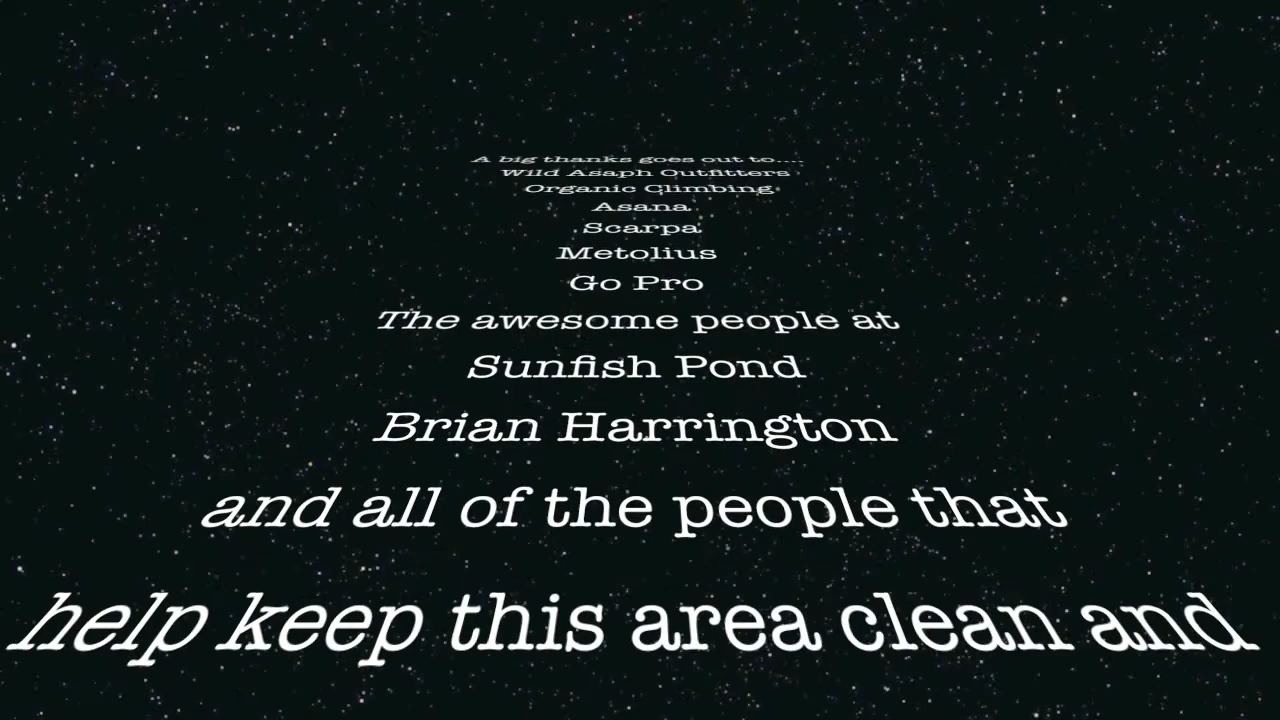 A big thanks goes out to....
Wild Asaph Outfitters
Organic Climbing
Asana
Scarpa
Metolius
Go Pro
The awesome people at
Sunfish Pond
Brian Harrington
and all of the people that
help keep this area clean and